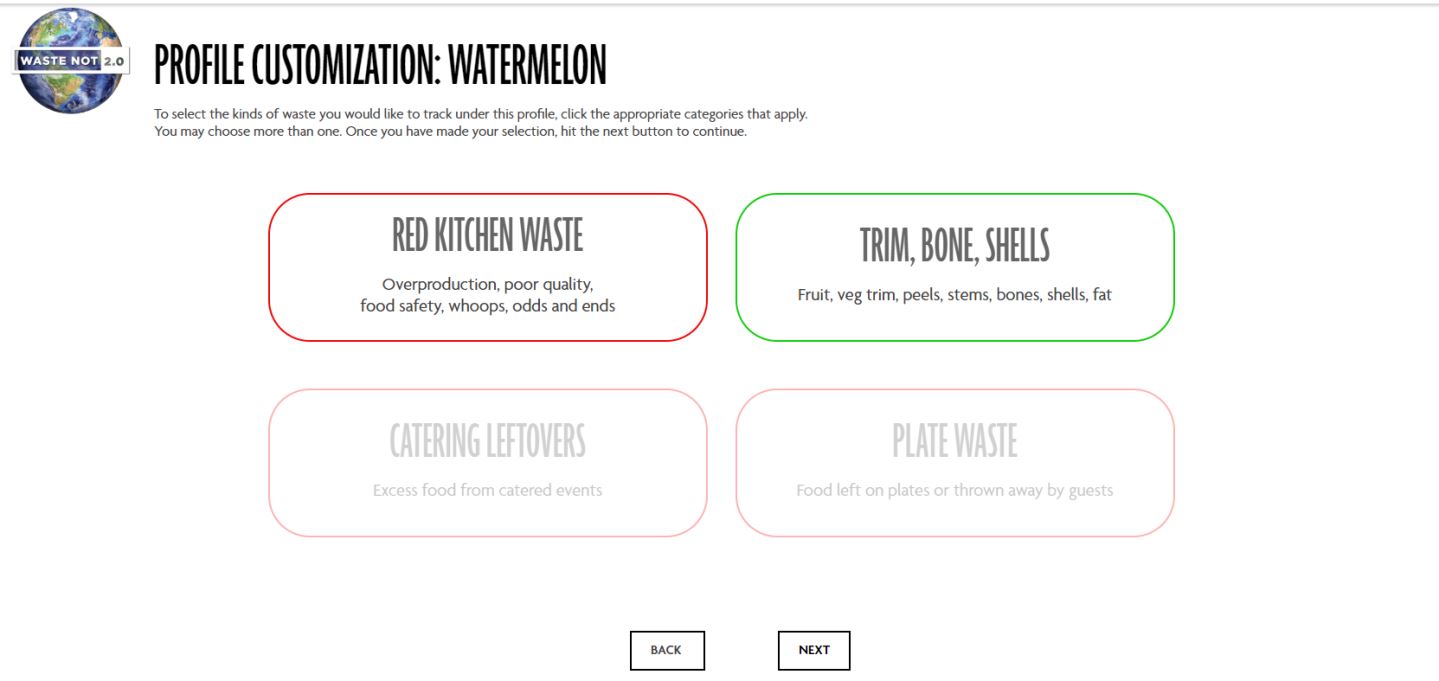 WASTE NOT 2.0
PROFILE CUSTOMIZATION: WATERMELON
To select the kinds of waste you would like to track under this profile, click the appropriate categories that apply.
You may choose more than one. Once you have made your selection, hit the next button to continue.
RED KITCHEN WASTE
Overproduction, poor quality,
food safety, whoops, odds and ends
TRIM, BONE, SHELLS
Fruit, veg trim, peels, stems, bones, shells, fat
CATERING LEFTOVERS
Excess food from catered events
PLATE WASTE
Food left on plates or thrown away by guests
BACK
NEXT